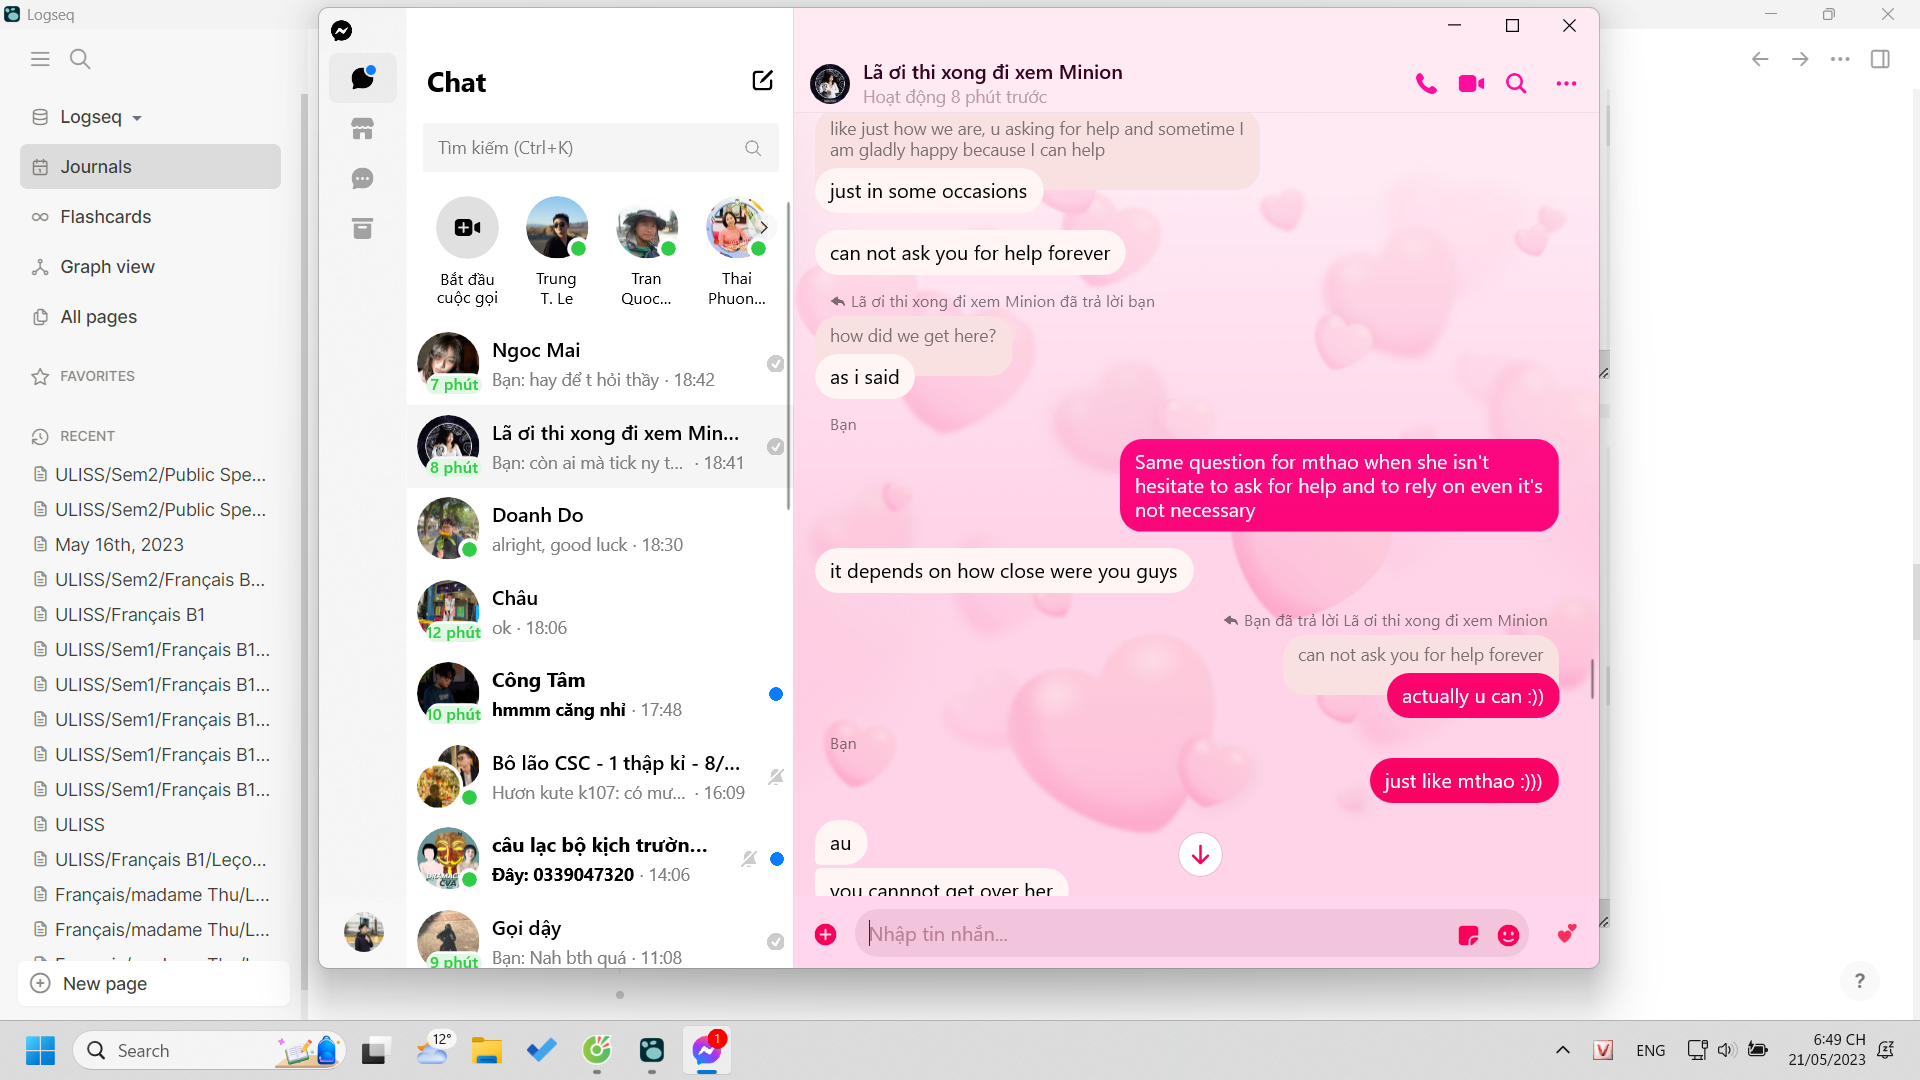 Logseq
Logseq
Journals
Flashcards
Graph view
All pages
FAVORITES
RECENT
ULISS/Sem2/Public Spe...
ULISS/Sem2/Public Spe...
May 16th, 2023
ULISS/Sem2/Français B...
ULISS/Français B1
ULISS/Sem1/Français B1...
ULISS/Sem1/Français B1...
ULISS/Sem1/Français B1...
ULISS/Sem1/Français B1...
ULISS/Sem1/Français B1...
ULISS
ULISS/Français B1/Leço...
Français/madame Thu/L...
Français/madame Thu/L...
New page
Chat
Tìm kiếm (Ctrl+K)
Bắt đầu
cuộc gọi
Trung
T. Le
Tran
Quoc...
Thai
Phuon...
Ngoc Mai
7 phút
Bạn: hay để t hỏi thầy · 18:42
Lã ơi thi xong đi xem Min...
8 phút
Bạn: còn ai mà tick ny t... · 18:41
Doanh Do
alright, good luck · 18:30
Châu
12 phút
ok · 18:06
Công Tâm
10 phút
hmmm căng nhỉ · 17:48
Bô lão CSC - 1 thập kỉ - 8/...
Hươn kute k107: có mư... · 16:09
câu lạc bộ kịch trườn...
Đây: 0339047320 · 14:06
Gọi dậy
9 phút
Bạn: Nah bth quá · 11:08
Lã ơi thi xong đi xem Minion
Hoạt động 8 phút trước
like just how we are, u asking for help and sometime I
am gladly happy because I can help
just in some occasions
can not ask you for help forever
Lã ơi thi xong đi xem Minion đã trả lời bạn
how did we get here?
as i said
Bạn
Same question for mthao when she isn't
hesitate to ask for help and to rely on even it's
not necessary
it depends on how close were you guys
Bạn đã trả lời Lã ơi thi xong đi xem Minion
can not ask you for help forever
actually u can :))
Bạn
just like mthao :)))
au
you cannnot get over her
Nhập tin nhắn...
?
Search
12°
1
V
ENG
6:49 CH
21/05/2023